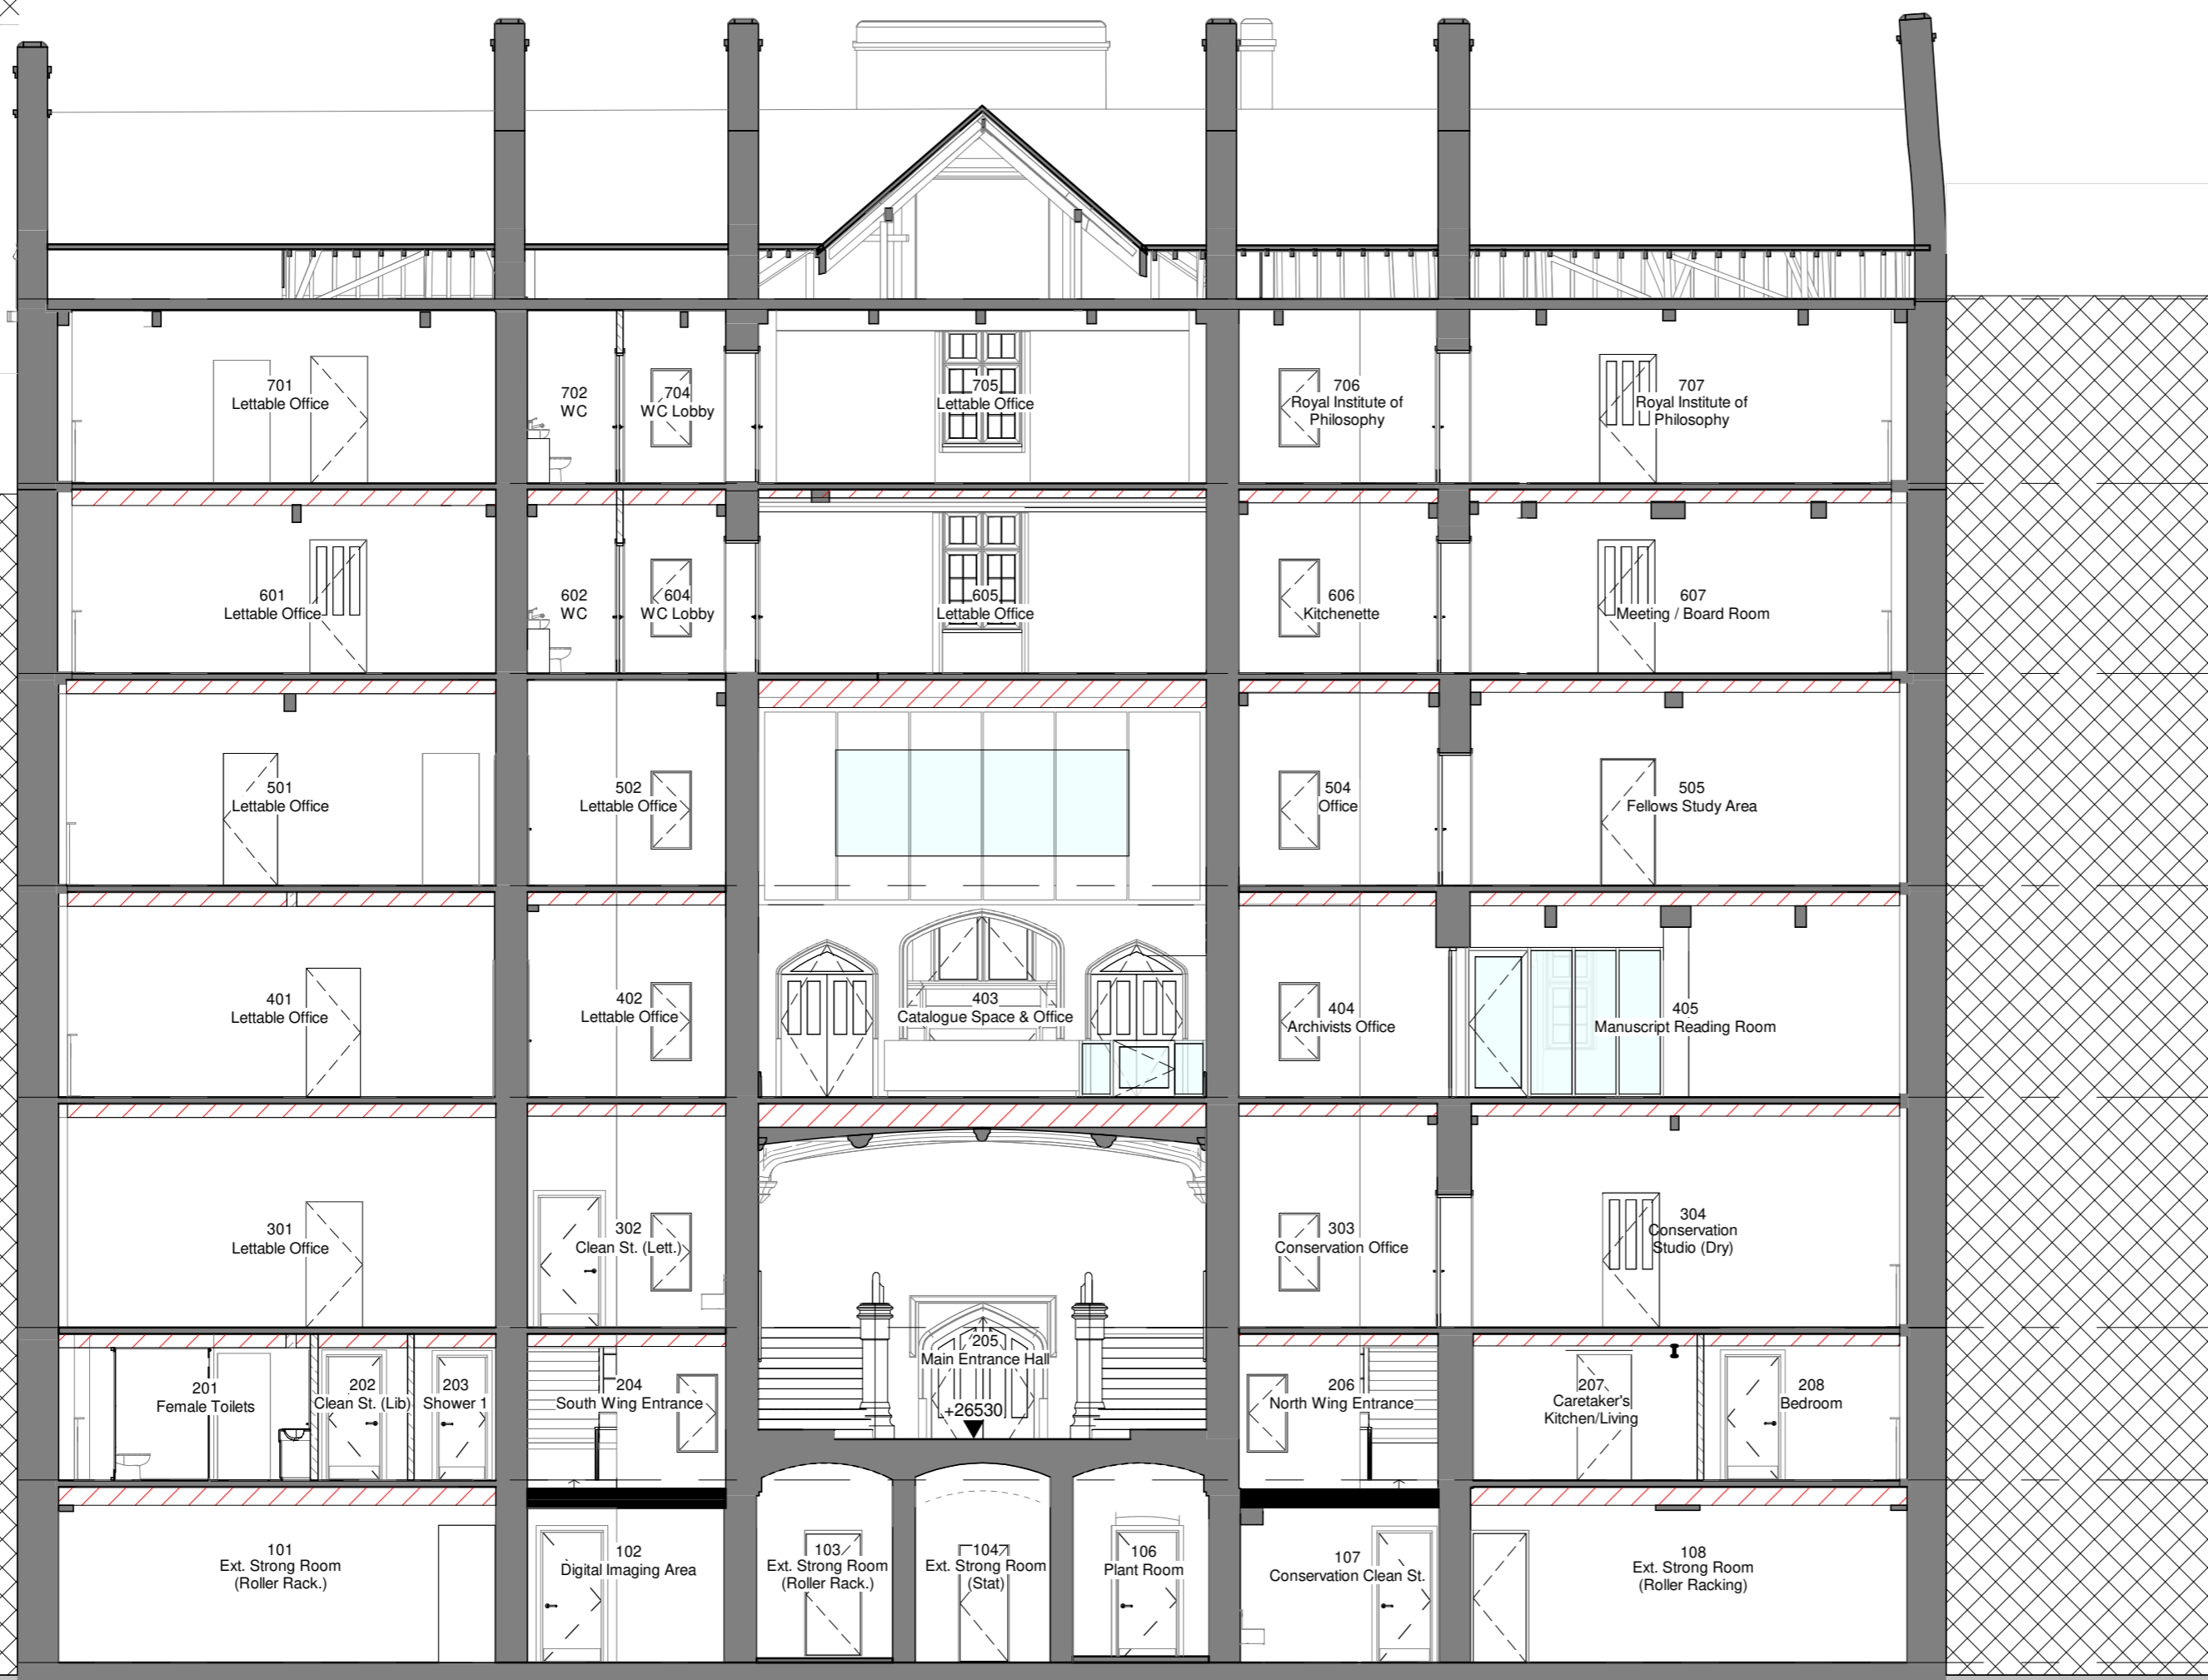 701
Lettable Office
702
WC
704
WC Lobby
705
Lettable Office
706
Royal Institute of
Philosophy
707
Royal Institute of
Philosophy
601
Lettable Office
602
WC
604
WC Lobby
605
Lettable Office
606
Kitchenette
607
Meeting / Board Room
501
Lettable Office
502
Lettable Office
504
Office
505
Fellows Study Area
401
Lettable Office
402
Lettable Office
403
Catalogue Space & Office
404
Archivists Office
405
Manuscript Reading Room
301
Lettable Office
302
Clean St. (Lett.)
303
Conservation Office
304
Conservation
Studio (Dry)
201
Female Toilets
202
Clean St. (Lib)
203
Shower 1
204
South Wing Entrance
205
Main Entrance Hall
+26530
206
North Wing Entrance
207
Caretaker's
Kitchen/Living
208
Bedroom
101
Ext. Strong Room
(Roller Rack.)
102
Digital Imaging Area
103
Ext. Strong Room
(Roller Rack.)
104
Ext. Strong Room
(Stat)
106
Plant Room
107
Conservation Clean St.
108
Ext. Strong Room
(Roller Racking)